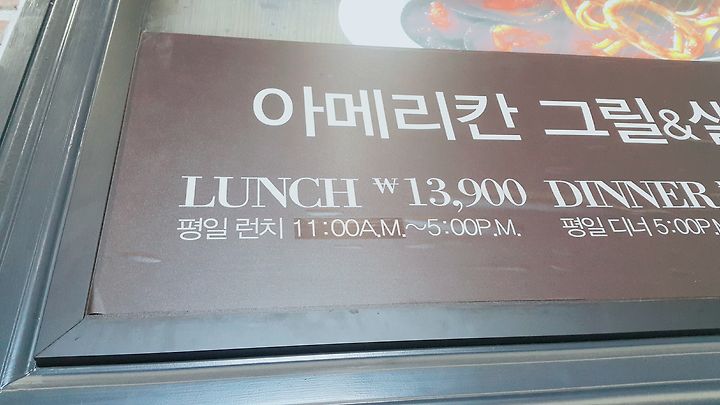 아메리칸 그릴&
LUNCH ₩13,900 DINNER
평일 런치 11:00A.M.~5:00P.M. 평일 디너 5:00P.M